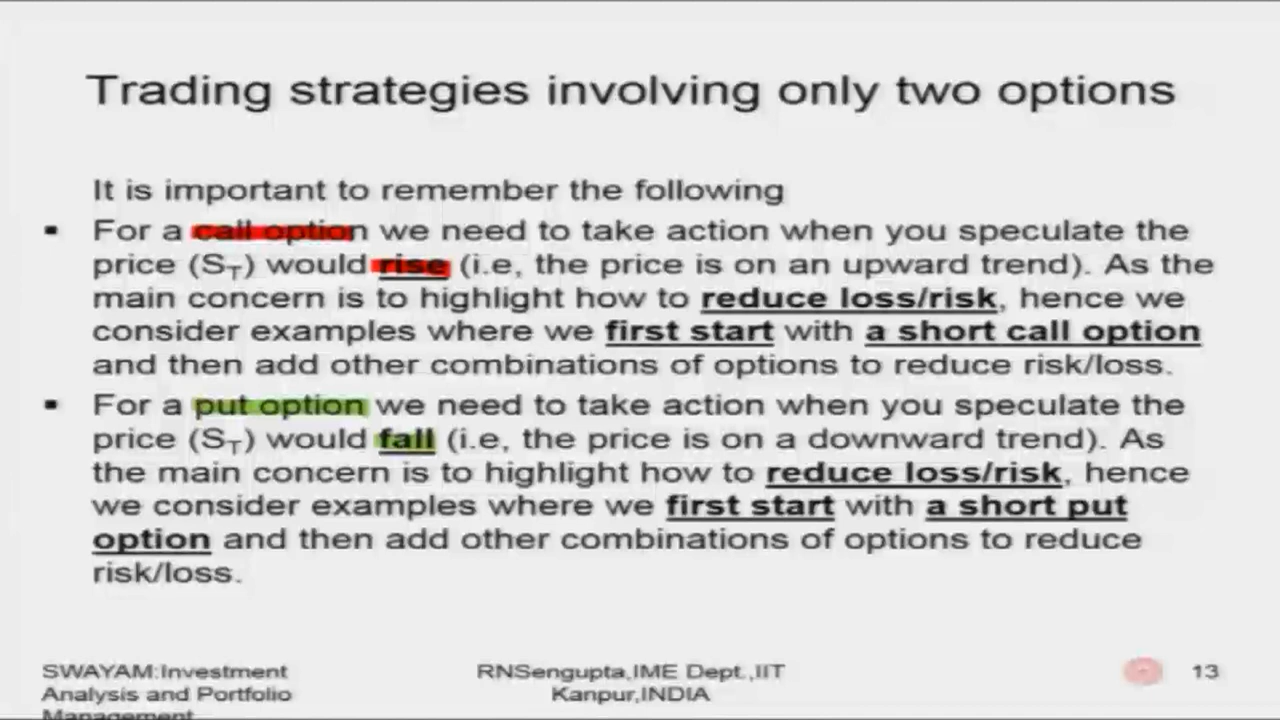 Trading strategies involving only two options
It is important to remember the following
▪ For a call option we need to take action when you speculate the
price (S_T) would rise (i.e, the price is on an upward trend). As the
main concern is to highlight how to reduce loss/risk, hence we
consider examples where we first start with a short call option
and then add other combinations of options to reduce risk/loss.
▪ For a put option we need to take action when you speculate the
price (S_T) would fall (i.e, the price is on a downward trend). As
the main concern is to highlight how to reduce loss/risk, hence
we consider examples where we first start with a short put
option and then add other combinations of options to reduce
risk/loss.
SWAYAM:Investment
Analysis and Portfolio
Management
RNSengupta,IME Dept.,IIT
Kanpur,INDIA
13